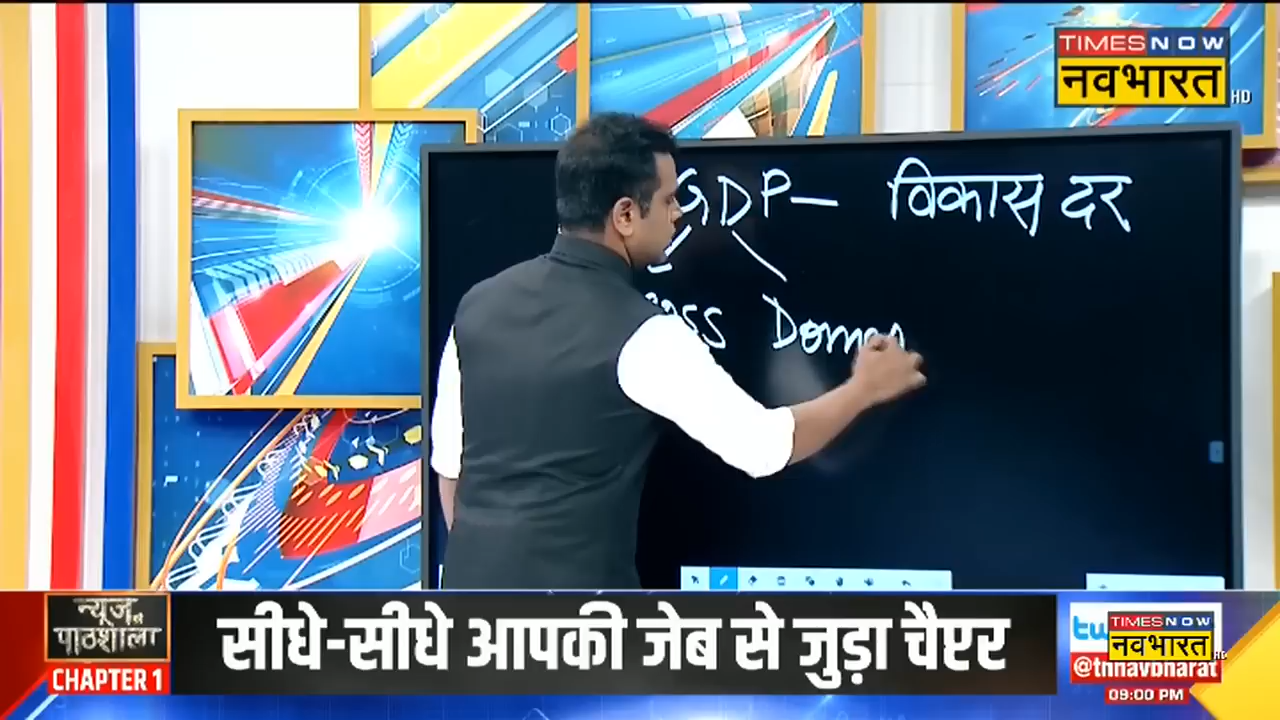 TIMES NOW
नवभारत
HD
GDP- विकास दर
न्यूज़ की
पाठशाला
CHAPTER 1
सीधे-सीधे आपकी जेब से जुड़ा चैप्टर
TIMES NOW
नवभारत
@tnnavbharat
09:00 PM